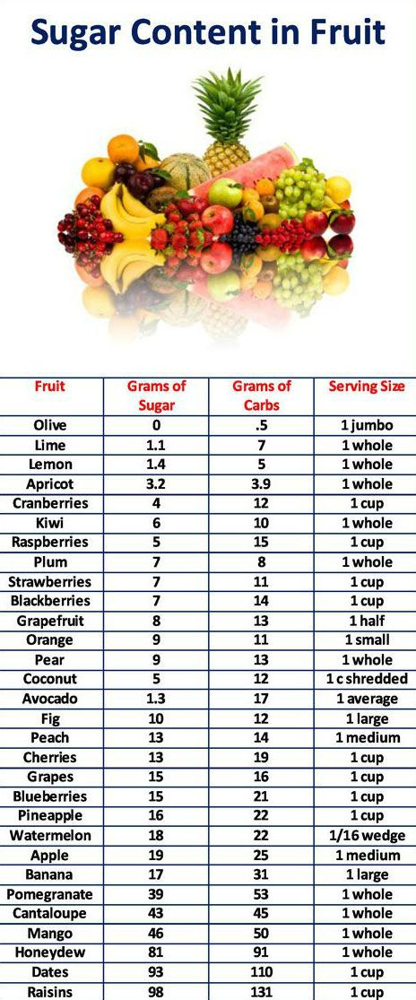 Sugar Content in Fruit
Fruit Grams of Sugar Grams of Carbs Serving Size
Olive 0 .5 1 jumbo
Lime 1.1 7 1 whole
Lemon 1.4 5 1 whole
Apricot 3.2 3.9 1 whole
Cranberries 4 12 1 cup
Kiwi 6 10 1 whole
Raspberries 5 15 1 cup
Plum 7 8 1 whole
Strawberries 7 11 1 cup
Blackberries 7 14 1 cup
Grapefruit 8 13 1 half
Orange 9 11 1 small
Pear 9 13 1 whole
Coconut 5 12 1 c shredded
Avocado 1.3 17 1 average
Fig 10 12 1 large
Peach 13 14 1 medium
Cherries 13 19 1 cup
Grapes 15 16 1 cup
Blueberries 15 21 1 cup
Pineapple 16 22 1 cup
Watermelon 18 22 1/16 wedge
Apple 19 25 1 medium
Banana 17 31 1 large
Pomegranate 39 53 1 whole
Cantaloupe 43 45 1 whole
Mango 46 50 1 whole
Honeydew 81 91 1 whole
Dates 93 110 1 cup
Raisins 98 131 1 cup